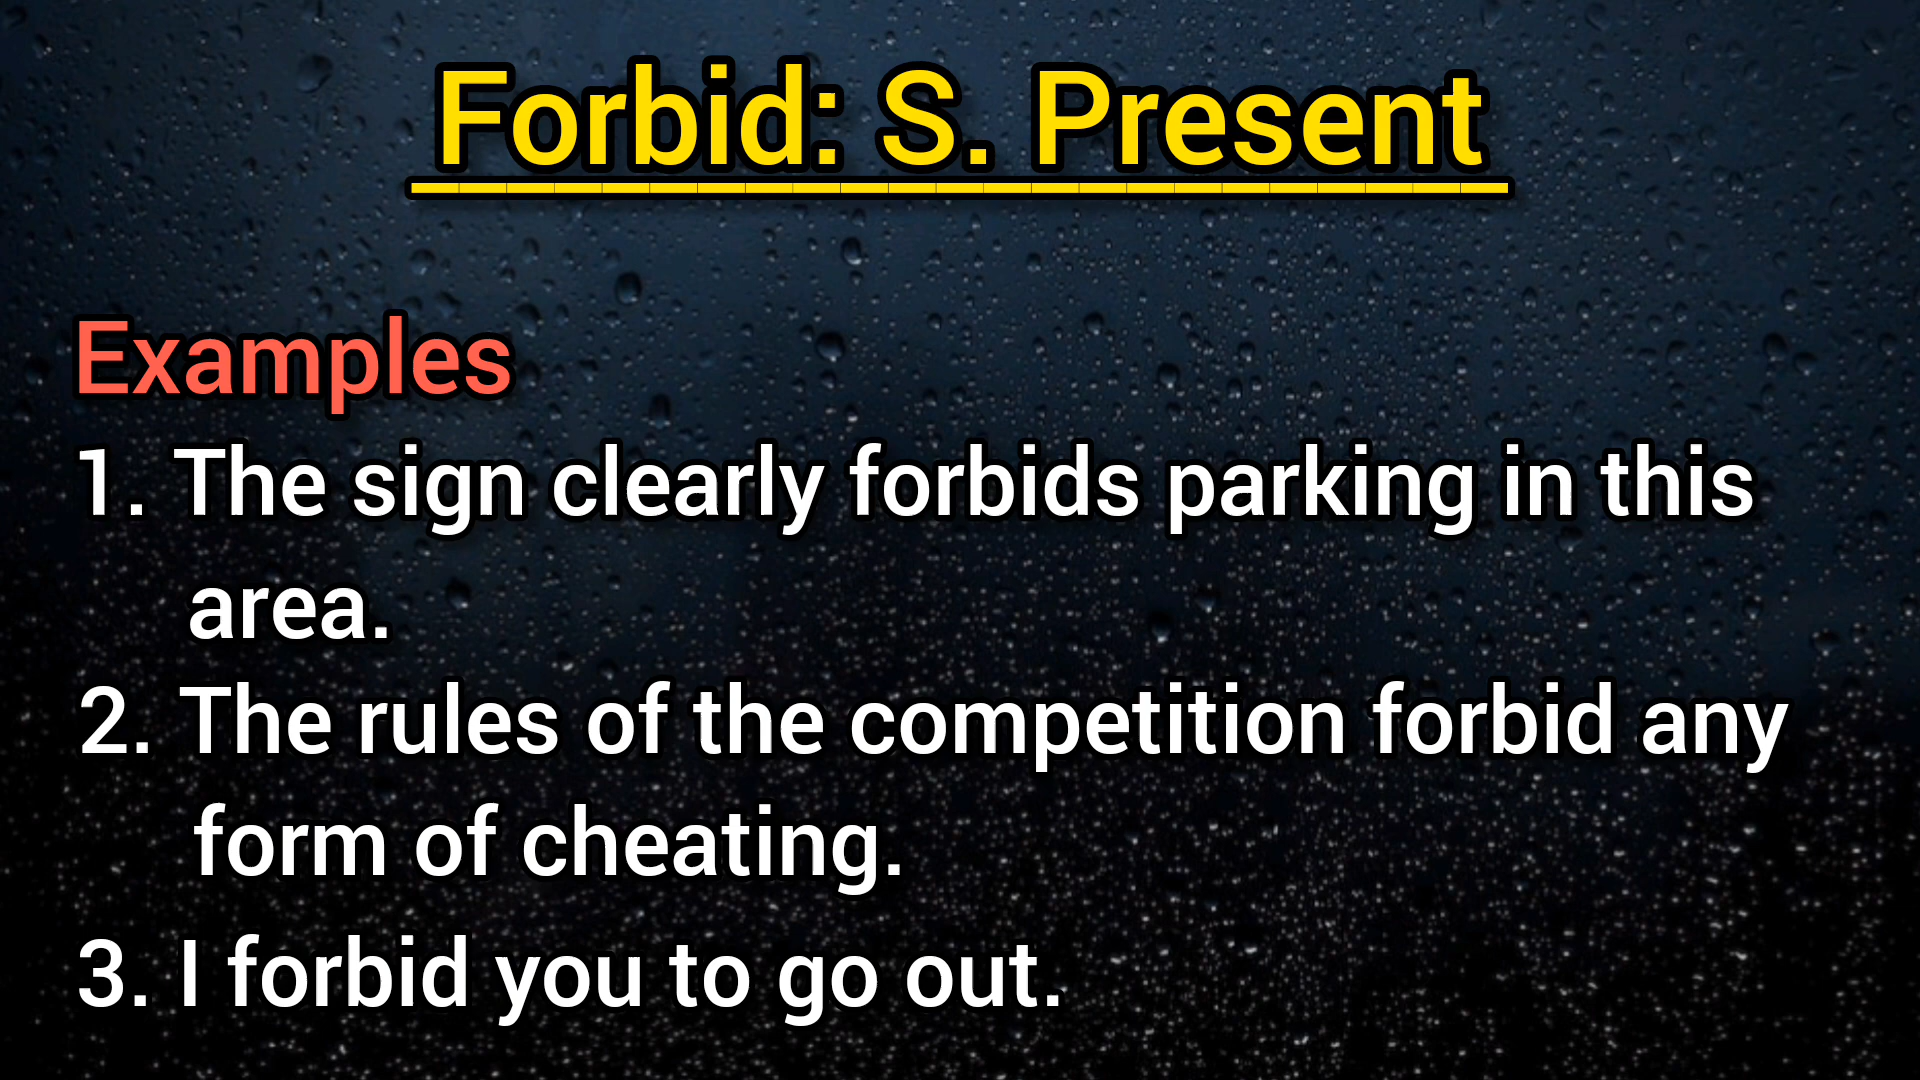 Forbid: S. Present
Examples
1. The sign clearly forbids parking in this
area.
2. The rules of the competition forbid any
form of cheating.
3. I forbid you to go out.